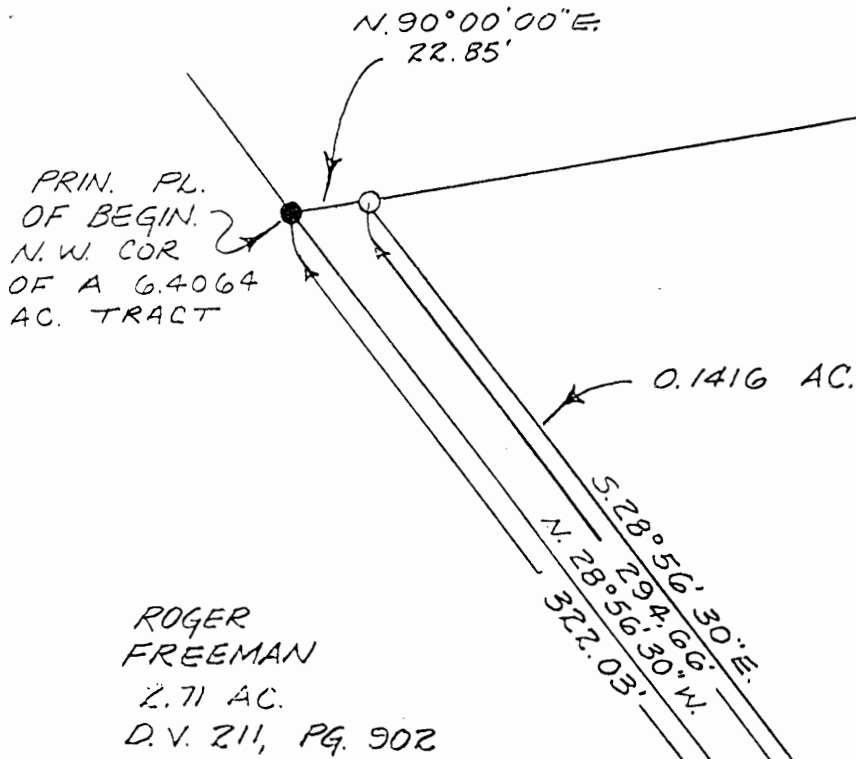 N. 90°00'00"E.
22.85'
PRIN. PL.
OF BEGIN.
N. W. COR
OF A 6.4064
AC. TRACT
0.1416 AC.
S. 28°56'30"E.
294.66'
N. 28°56'30"W.
322.03'
ROGER
FREEMAN
2.71 AC.
D.V. 211, PG. 902